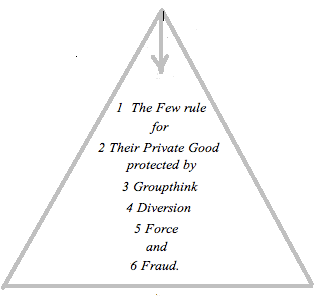 1 The Few rule
for
2 Their Private Good
protected by
3 Groupthink
4 Diversion
5 Force
and
6 Fraud.